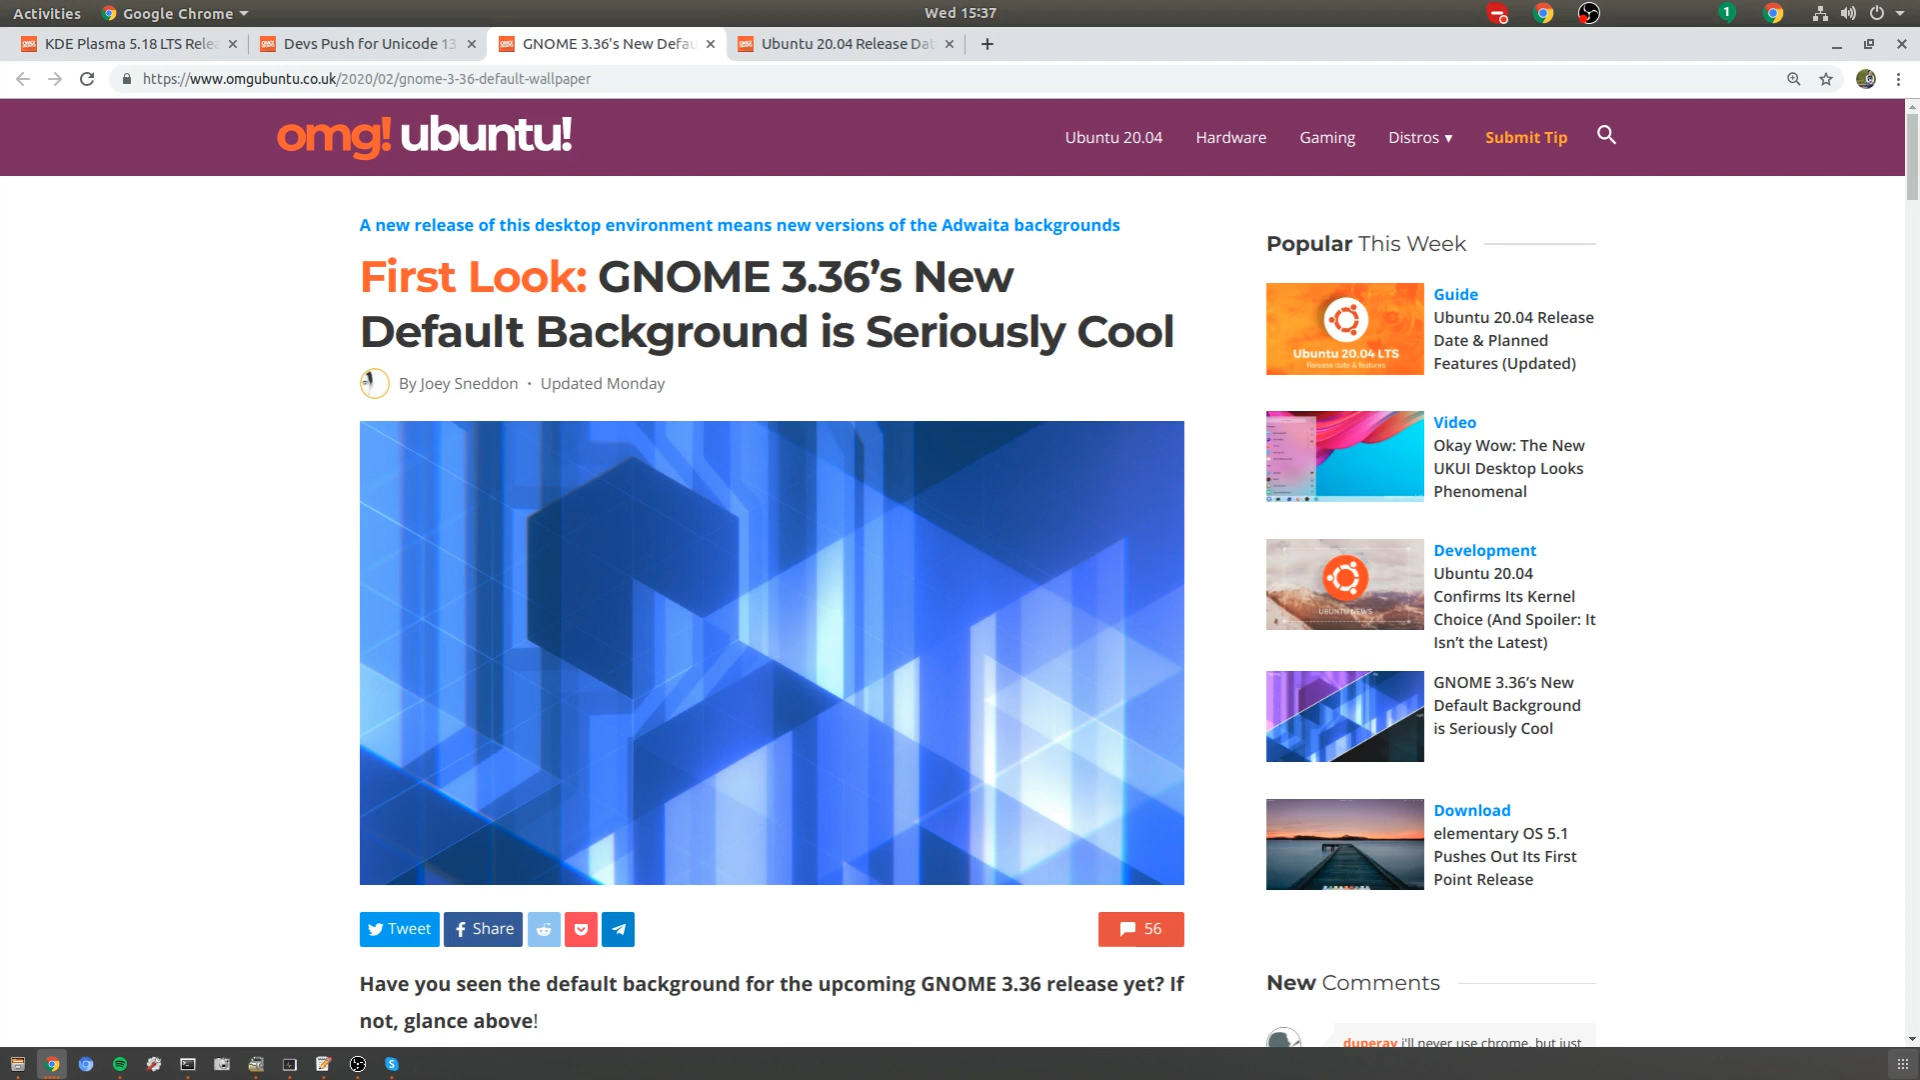 Activities
Google Chrome
Wed 15:37
1
KDE Plasma 5.18 LTS Relea
Devs Push for Unicode 13
GNOME 3.36's New Defau
Ubuntu 20.04 Release Dat
https://www.omgubuntu.co.uk/2020/02/gnome-3-36-default-wallpaper
omg! ubuntu!
Ubuntu 20.04
Hardware
Gaming
Distros ▾
Submit Tip
A new release of this desktop environment means new versions of the Adwaita backgrounds
First Look: GNOME 3.36’s New
Default Background is Seriously Cool
By Joey Sneddon · Updated Monday
Tweet
Share
56
Have you seen the default background for the upcoming GNOME 3.36 release yet? If
not, glance above!
Popular This Week
Ubuntu 20.04 LTS
Release date & features
Guide
Ubuntu 20.04 Release
Date & Planned
Features (Updated)
Video
Okay Wow: The New
UKUI Desktop Looks
Phenomenal
UBUNTU NEWS
Development
Ubuntu 20.04
Confirms Its Kernel
Choice (And Spoiler: It
Isn’t the Latest)
GNOME 3.36’s New
Default Background
is Seriously Cool
Download
elementary OS 5.1
Pushes Out Its First
Point Release
New Comments
duperay i'll never use chrome, but just